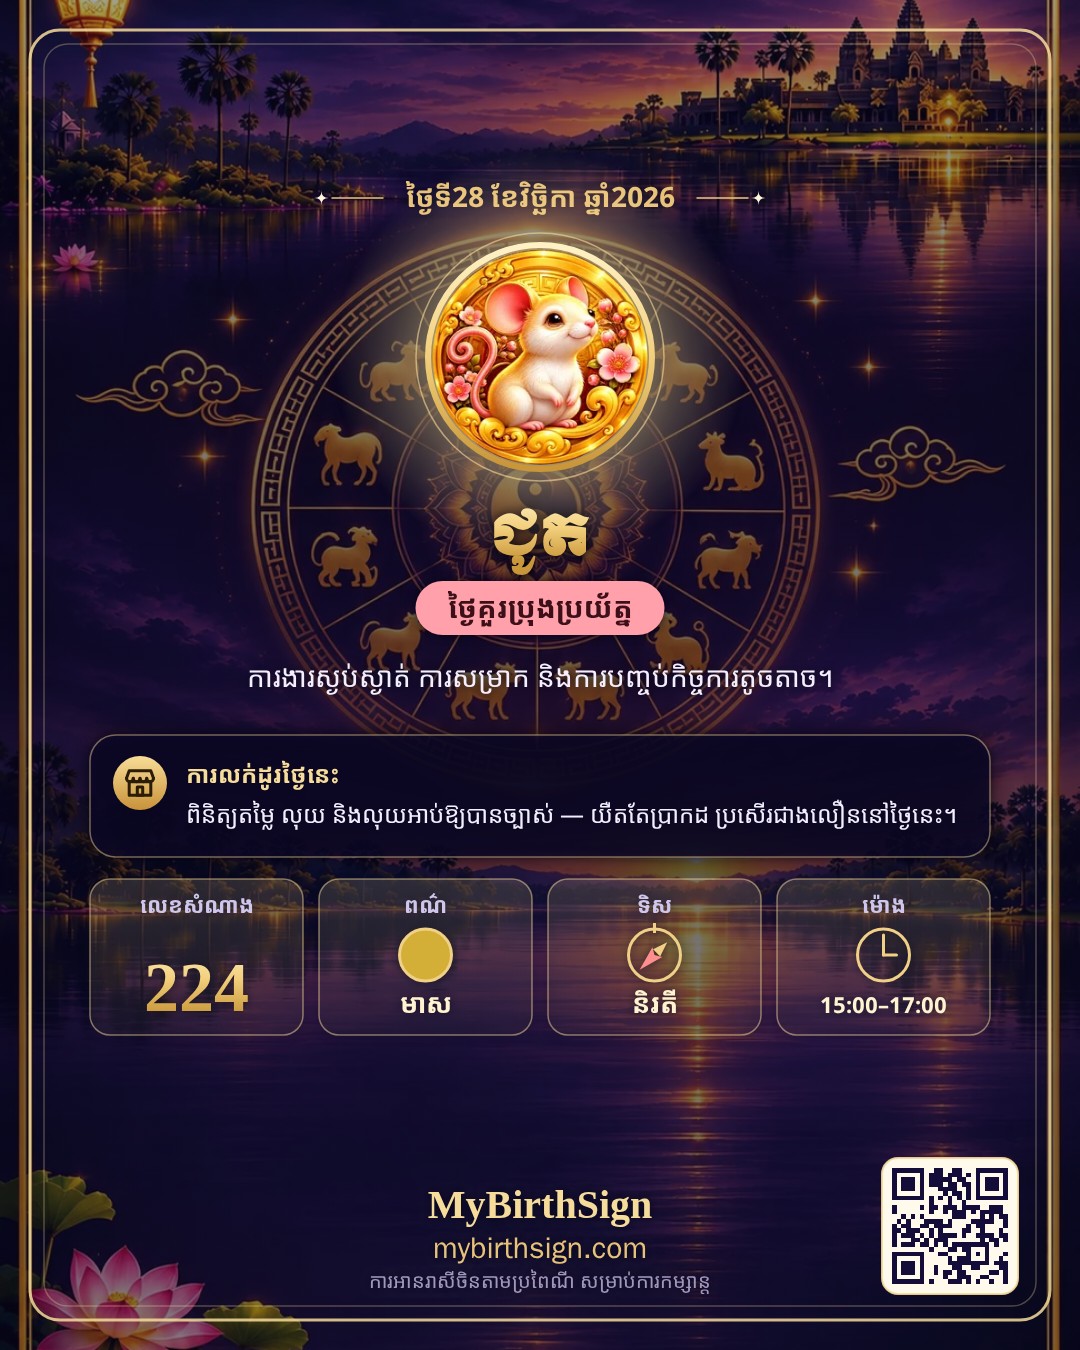 ថ្ងៃទី28 ខែវិច្ឆិកា ឆ្នាំ2026
ជូត
ថ្ងៃគួរប្រុងប្រយ័ត្ន
ការងារស្ងប់ស្ងាត់ ការសម្រាក និងការបញ្ចប់កិច្ចការតូចតាច។
ការលក់ដូរថ្ងៃនេះ
ពិនិត្យតម្លៃ លុយ និងលុយអាប់ឱ្យបានច្បាស់ — យឺតតែប្រាកដ ប្រសើរជាងលឿននៅថ្ងៃនេះ។
លេខសំណាង
224
ពណ៌
មាស
ទិស
និរតី
ម៉ោង
15:00–17:00
MyBirthSign
mybirthsign.com
ការអានរាសីចិនតាមប្រពៃណី សម្រាប់ការកម្សាន្ត